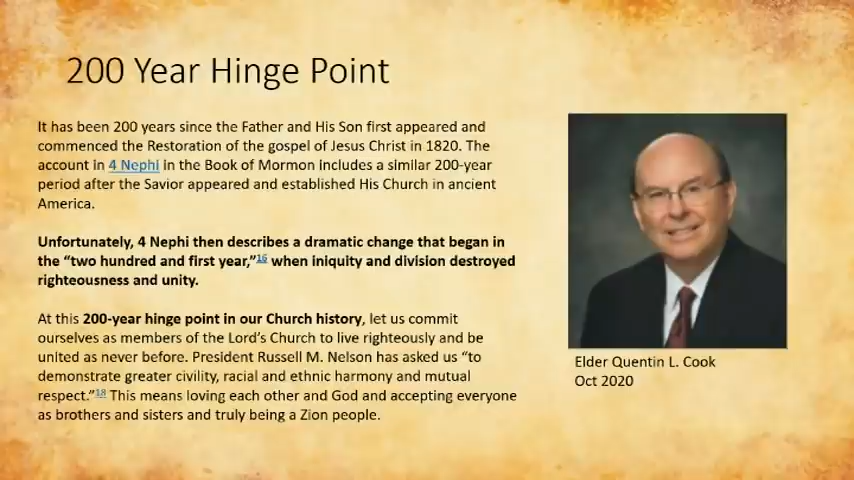 200 Year Hinge Point
It has been 200 years since the Father and His Son first appeared and
commenced the Restoration of the gospel of Jesus Christ in 1820. The
account in 4 Nephi in the Book of Mormon includes a similar 200-year
period after the Savior appeared and established His Church in ancient
America.
Unfortunately, 4 Nephi then describes a dramatic change that began in
the “two hundred and first year,”16 when iniquity and division destroyed
righteousness and unity.
At this 200-year hinge point in our Church history, let us commit
ourselves as members of the Lord’s Church to live righteously and be
united as never before. President Russell M. Nelson has asked us “to
demonstrate greater civility, racial and ethnic harmony and mutual
respect.”18 This means loving each other and God and accepting everyone
as brothers and sisters and truly being a Zion people.
Elder Quentin L. Cook
Oct 2020